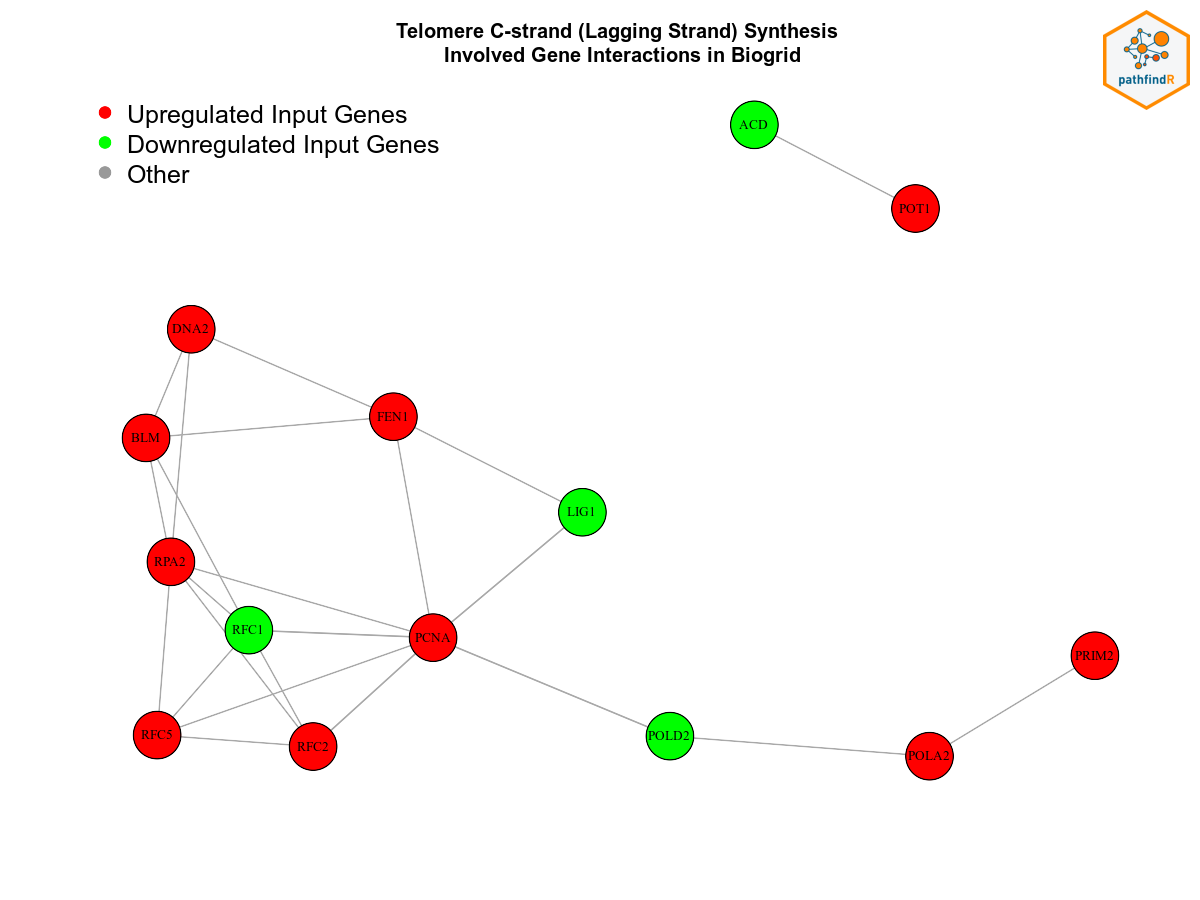 Telomere C-strand (Lagging Strand) Synthesis
Involved Gene Interactions in Biogrid
pathfindR
Upregulated Input Genes
Downregulated Input Genes
Other
ACD
POT1
DNA2
FEN1
BLM
LIG1
RPA2
RFC1
PCNA
PRIM2
RFC5
RFC2
POLD2
POLA2